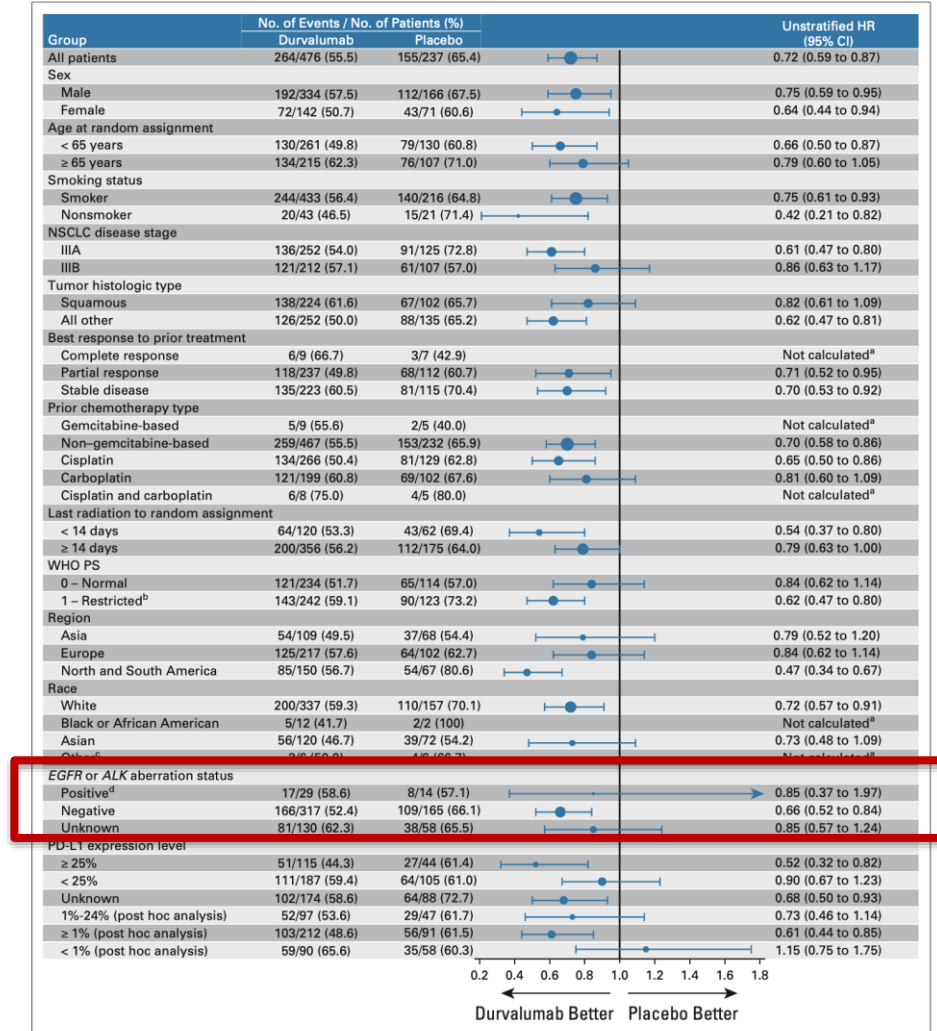 No. of Events / No. of Patients (%) Unstratified HR
Group Durvalumab Placebo (95% CI)
All patients 264/476 (55.5) 155/237 (65.4) 0.72 (0.59 to 0.87)
Sex
Male 192/334 (57.5) 112/166 (67.5) 0.75 (0.59 to 0.95)
Female 72/142 (50.7) 43/71 (60.6) 0.64 (0.44 to 0.94)
Age at random assignment
< 65 years 130/261 (49.8) 79/130 (60.8) 0.66 (0.50 to 0.87)
≥ 65 years 134/215 (62.3) 76/107 (71.0) 0.79 (0.60 to 1.05)
Smoking status
Smoker 244/433 (56.4) 140/216 (64.8) 0.75 (0.61 to 0.93)
Nonsmoker 20/43 (46.5) 15/21 (71.4) 0.42 (0.21 to 0.82)
NSCLC disease stage
IIIA 136/252 (54.0) 91/125 (72.8) 0.61 (0.47 to 0.80)
IIIB 121/212 (57.1) 61/107 (57.0) 0.86 (0.63 to 1.17)
Tumor histologic type
Squamous 138/224 (61.6) 67/102 (65.7) 0.82 (0.61 to 1.09)
All other 126/252 (50.0) 88/135 (65.2) 0.62 (0.47 to 0.81)
Best response to prior treatment
Complete response 6/9 (66.7) 3/7 (42.9) Not calculatedᵃ
Partial response 118/237 (49.8) 68/112 (60.7) 0.71 (0.52 to 0.95)
Stable disease 135/223 (60.5) 81/115 (70.4) 0.70 (0.53 to 0.92)
Prior chemotherapy type
Gemcitabine-based 5/9 (55.6) 2/5 (40.0) Not calculatedᵃ
Non–gemcitabine-based 259/467 (55.5) 153/232 (65.9) 0.70 (0.58 to 0.86)
Cisplatin 134/266 (50.4) 81/129 (62.8) 0.65 (0.50 to 0.86)
Carboplatin 121/199 (60.8) 69/102 (67.6) 0.81 (0.60 to 1.09)
Cisplatin and carboplatin 6/8 (75.0) 4/5 (80.0) Not calculatedᵃ
Last radiation to random assignment
< 14 days 64/120 (53.3) 43/62 (69.4) 0.54 (0.37 to 0.80)
≥ 14 days 200/356 (56.2) 112/175 (64.0) 0.79 (0.63 to 1.00)
WHO PS
0 – Normal 121/234 (51.7) 65/114 (57.0) 0.84 (0.62 to 1.14)
1 – Restrictedᵇ 143/242 (59.1) 90/123 (73.2) 0.62 (0.47 to 0.80)
Region
Asia 54/109 (49.5) 37/68 (54.4) 0.79 (0.52 to 1.20)
Europe 125/217 (57.6) 64/102 (62.7) 0.84 (0.62 to 1.14)
North and South America 85/150 (56.7) 54/67 (80.6) 0.47 (0.34 to 0.67)
Race
White 200/337 (59.3) 110/157 (70.1) 0.72 (0.57 to 0.91)
Black or African American 5/12 (41.7) 2/2 (100) Not calculatedᵃ
Asian 56/120 (46.7) 39/72 (54.2) 0.73 (0.48 to 1.09)
EGFR or ALK aberration status
Positiveᵈ 17/29 (58.6) 8/14 (57.1) 0.85 (0.37 to 1.97)
Negative 166/317 (52.4) 109/165 (66.1) 0.66 (0.52 to 0.84)
Unknown 81/130 (62.3) 38/58 (65.5) 0.85 (0.57 to 1.24)
PD-L1 expression level
≥ 25% 51/115 (44.3) 27/44 (61.4) 0.52 (0.32 to 0.82)
< 25% 111/187 (59.4) 64/105 (61.0) 0.90 (0.67 to 1.23)
Unknown 102/174 (58.6) 64/88 (72.7) 0.68 (0.50 to 0.93)
1%-24% (post hoc analysis) 52/97 (53.6) 29/47 (61.7) 0.73 (0.46 to 1.14)
≥ 1% (post hoc analysis) 103/212 (48.6) 56/91 (61.5) 0.61 (0.44 to 0.85)
< 1% (post hoc analysis) 59/90 (65.6) 35/58 (60.3) 1.15 (0.75 to 1.75)
0.2 0.4 0.6 0.8 1.0 1.2 1.4 1.6 1.8
Durvalumab Better Placebo Better